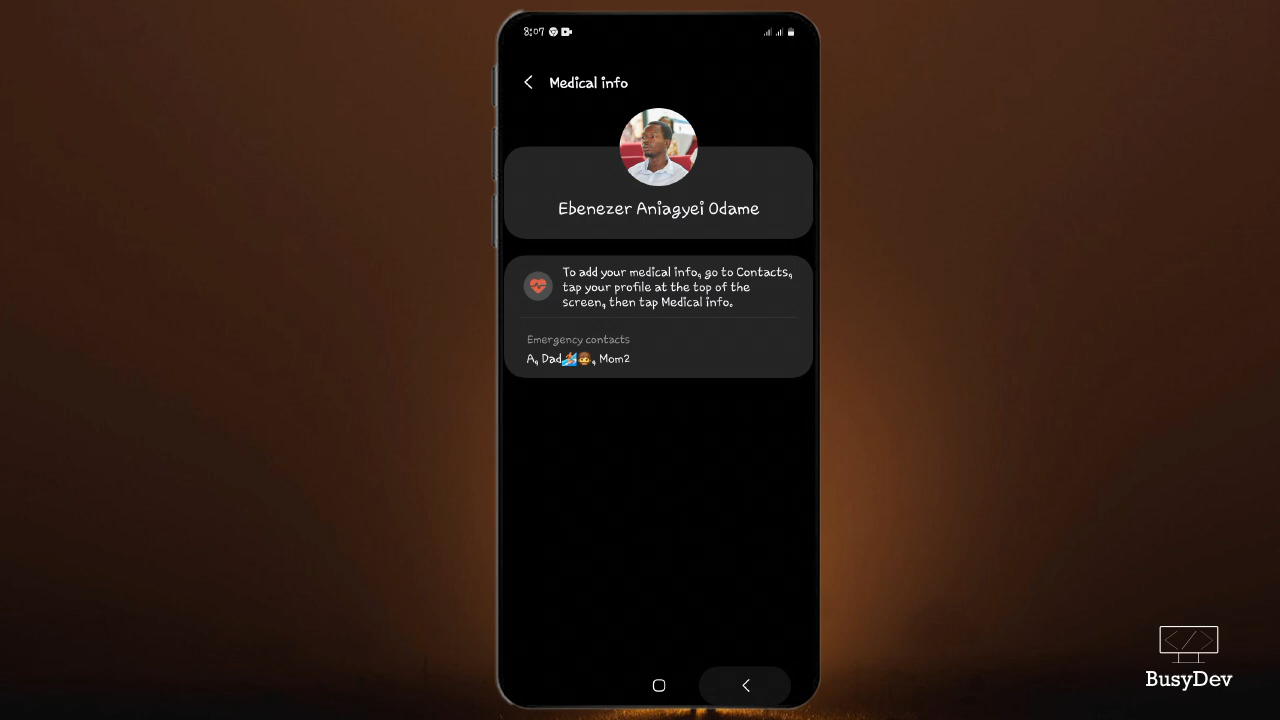 8:07
Medical info
Ebenezer Aniagyei Odame
To add your medical info, go to Contacts,
tap your profile at the top of the
screen, then tap Medical info.
Emergency contacts
A, Dad🏄🧔, Mom2
</>
BusyDev